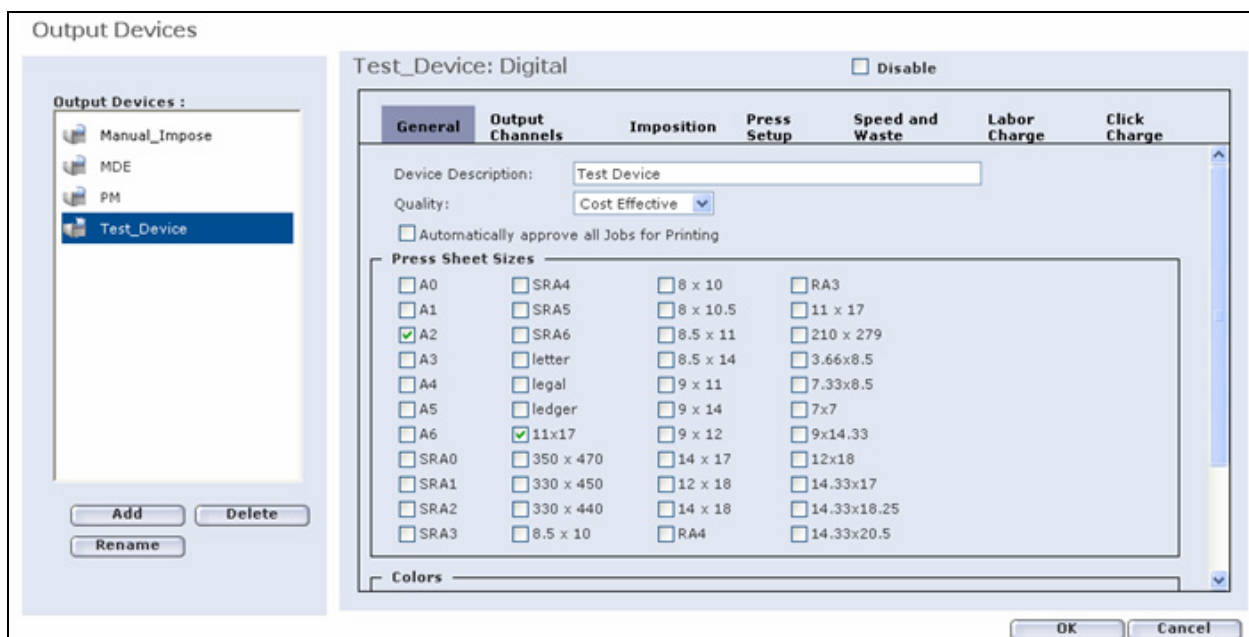 Output Devices
Output Devices :
Manual_Impose
MDE
PM
Test_Device
Add Delete
Rename
Test_Device: Digital
Disable
General Output Channels Imposition Press Setup Speed and Waste Labor Charge Click Charge
Device Description: Test Device
Quality: Cost Effective
Automatically approve all Jobs for Printing
Press Sheet Sizes
A0 SRA4 8 x 10 RA3
A1 SRA5 8 x 10.5 11 x 17
A2 SRA6 8.5 x 11 210 x 279
A3 letter 8.5 x 14 3.66x8.5
A4 legal 9 x 11 7.33x8.5
A5 ledger 9 x 14 7x7
A6 11x17 9 x 12 9x14.33
SRA0 350 x 470 14 x 17 12x18
SRA1 330 x 450 12 x 18 14.33x17
SRA2 330 x 440 14 x 18 14.33x18.25
SRA3 8.5 x 10 RA4 14.33x20.5
Colors
OK Cancel